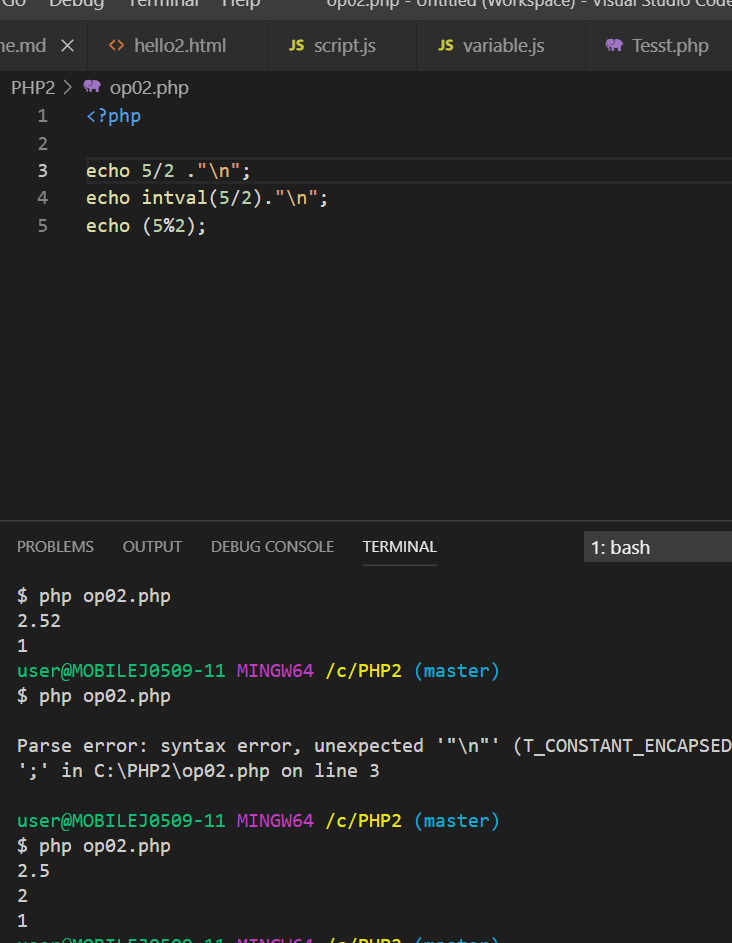 Go Debug Terminal Help op02.php - Untitled (Workspace) - Visual Studio Code
me.md hello2.html JS script.js JS variable.js Tesst.php
PHP2 > op02.php
1 <?php
2
3 echo 5/2 ."\n";
4 echo intval(5/2)."\n";
5 echo (5%2);
PROBLEMS OUTPUT DEBUG CONSOLE TERMINAL 1: bash
$ php op02.php
2.52
1
user@MOBILEJ0509-11 MINGW64 /c/PHP2 (master)
$ php op02.php
Parse error: syntax error, unexpected '"\n"' (T_CONSTANT_ENCAPSED
';' in C:\PHP2\op02.php on line 3
user@MOBILEJ0509-11 MINGW64 /c/PHP2 (master)
$ php op02.php
2.5
2
1
user@MOBILEJ0509-11 MINGW64 /c/PHP2 (master)